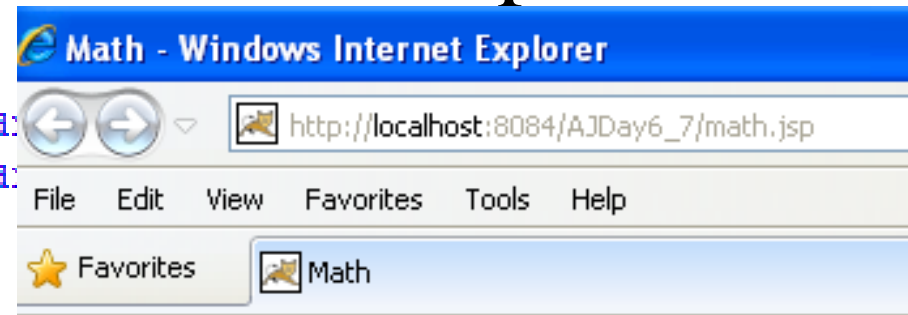 Math - Windows Internet Explorer
http://localhost:8084/AJDay6_7/math.jsp
File Edit View Favorites Tools Help
Favorites Math